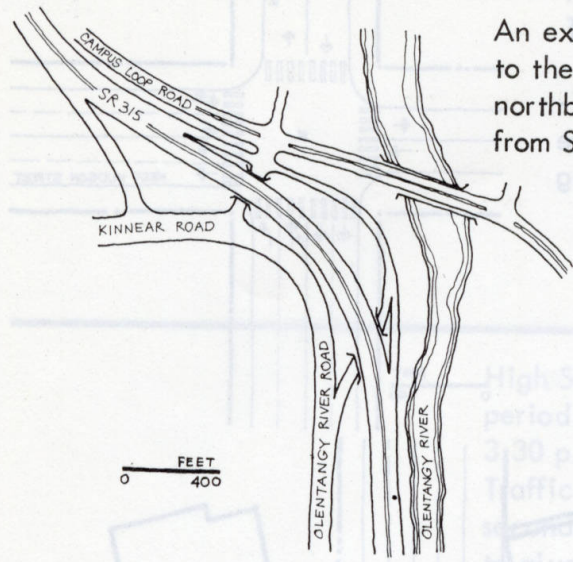 An ex
to the
northb
from S
CAMPUS LOOP ROAD
SR 315
KINNEAR ROAD
OLENTANGY RIVER ROAD
OLENTANGY RIVER
FEET
0 400
High S
period
3:30 p
Traffic